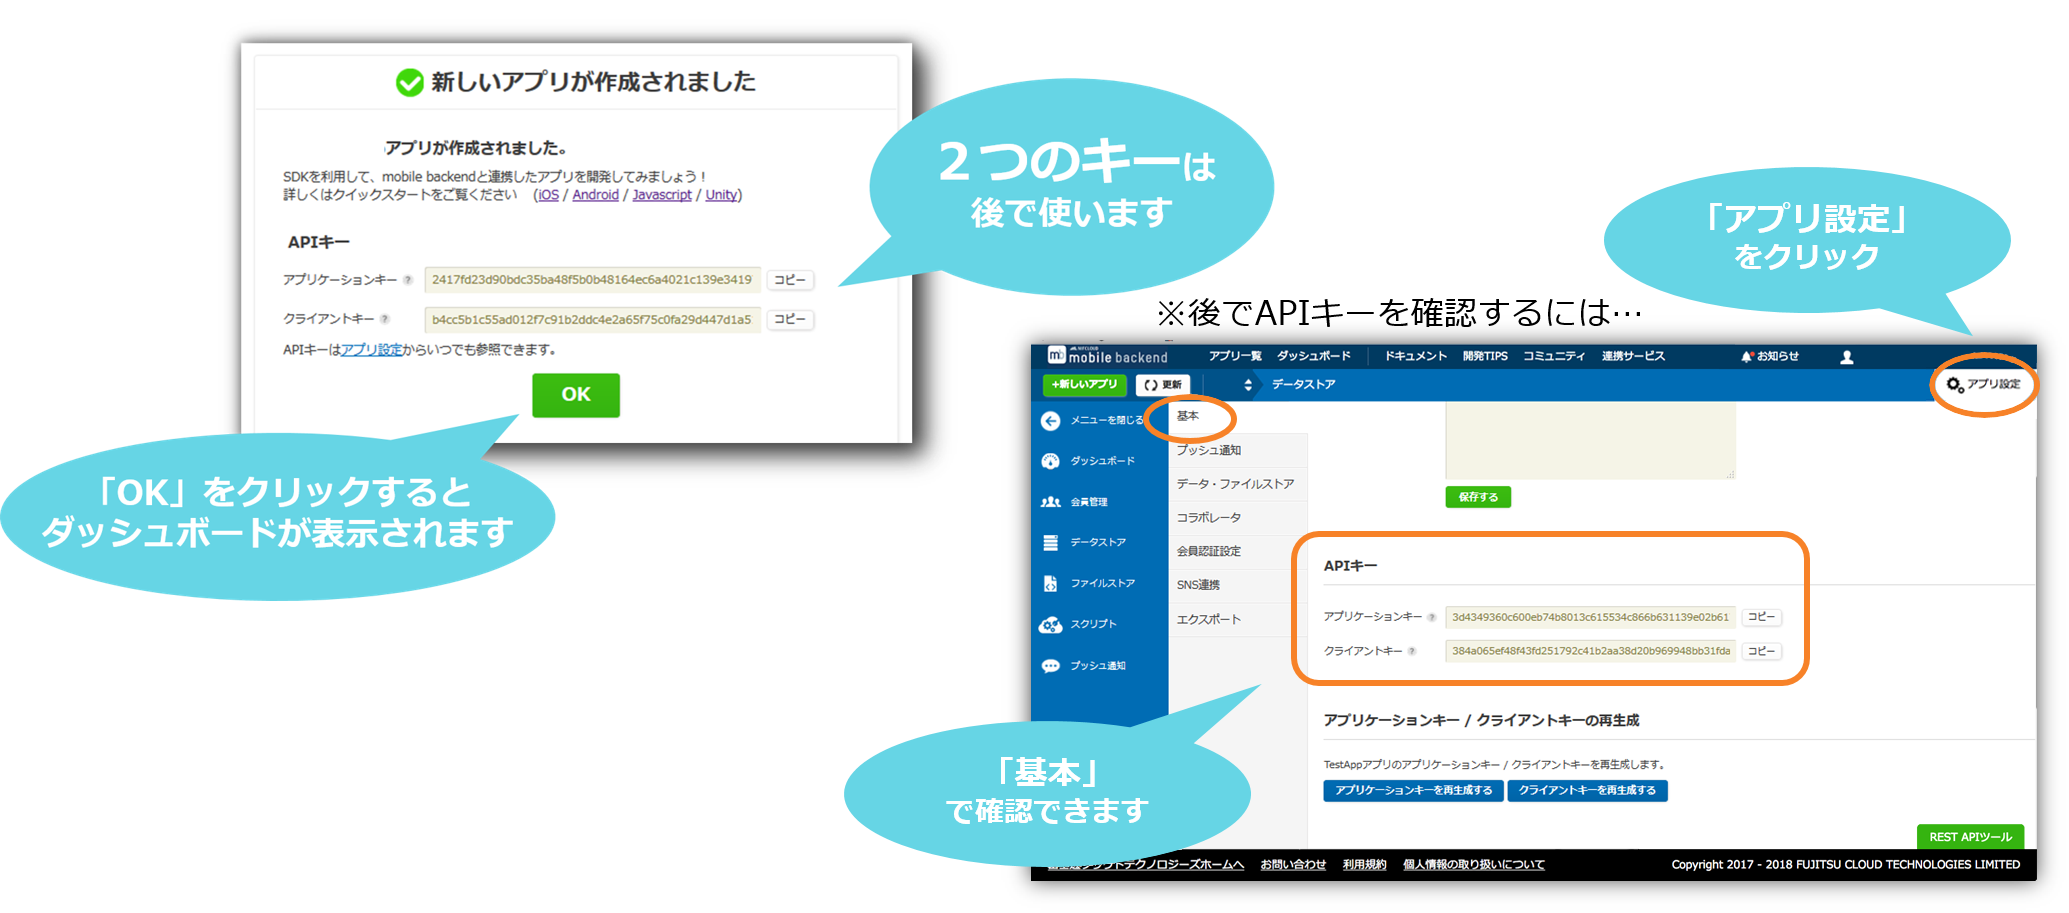 新しいアプリが作成されました
アプリが作成されました。
SDKを利用して、mobile backendと連携したアプリを開発してみましょう！
詳しくはクイックスタートをご覧ください (iOS / Android / Javascript / Unity)
APIキー
アプリケーションキー ? 2417fd23d90bdc35ba48f5b0b48164ec6a4021c139e3419 コピー
クライアントキー ? b4cc5b1c55ad012f7c91b2ddc4e2a65f75c0fa29d447d1a5 コピー
APIキーはアプリ設定からいつでも参照できます。
OK
２つのキーは
後で使います
「OK」をクリックすると
ダッシュボードが表示されます
「アプリ設定」
をクリック
※後でAPIキーを確認するには…
mb mobile backend アプリ一覧 ダッシュボード ドキュメント 開発TIPS コミュニティ 連携サービス お知らせ
+新しいアプリ 更新 データストア アプリ設定
メニューを閉じる
ダッシュボード
会員管理
データストア
ファイルストア
スクリプト
プッシュ通知
基本
プッシュ通知
データ・ファイルストア
コラボレータ
会員認証設定
SNS連携
エクスポート
保存する
APIキー
アプリケーションキー ? 3d4349360c600eb74b8013c615534c866b631139e02b61 コピー
クライアントキー ? 384a065ef48f43fd251792c41b2aa38d20b969948bb31fda コピー
アプリケーションキー / クライアントキーの再生成
TestAppアプリのアプリケーションキー / クライアントキーを再生成します。
アプリケーションキーを再生成する クライアントキーを再生成する
REST APIツール
「基本」
で確認できます
クラウドテクノロジーズホームへ お問い合わせ 利用規約 個人情報の取り扱いについて Copyright 2017 - 2018 FUJITSU CLOUD TECHNOLOGIES LIMITED